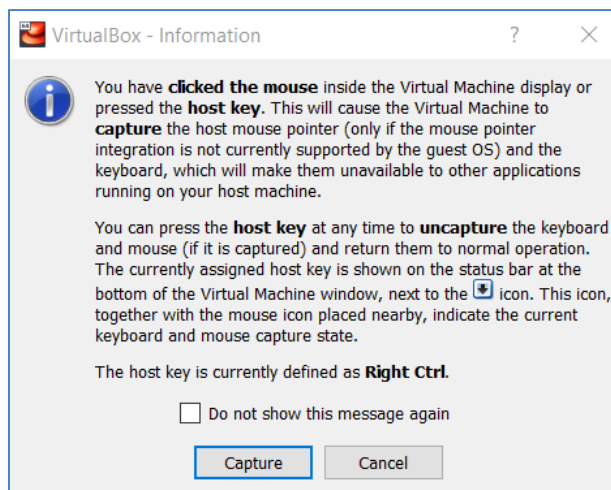 VirtualBox - Information
You have clicked the mouse inside the Virtual Machine display or
pressed the host key. This will cause the Virtual Machine to
capture the host mouse pointer (only if the mouse pointer
integration is not currently supported by the guest OS) and the
keyboard, which will make them unavailable to other applications
running on your host machine.
You can press the host key at any time to uncapture the keyboard
and mouse (if it is captured) and return them to normal operation.
The currently assigned host key is shown on the status bar at the
bottom of the Virtual Machine window, next to the icon. This icon,
together with the mouse icon placed nearby, indicate the current
keyboard and mouse capture state.
The host key is currently defined as Right Ctrl.
Do not show this message again
Capture Cancel